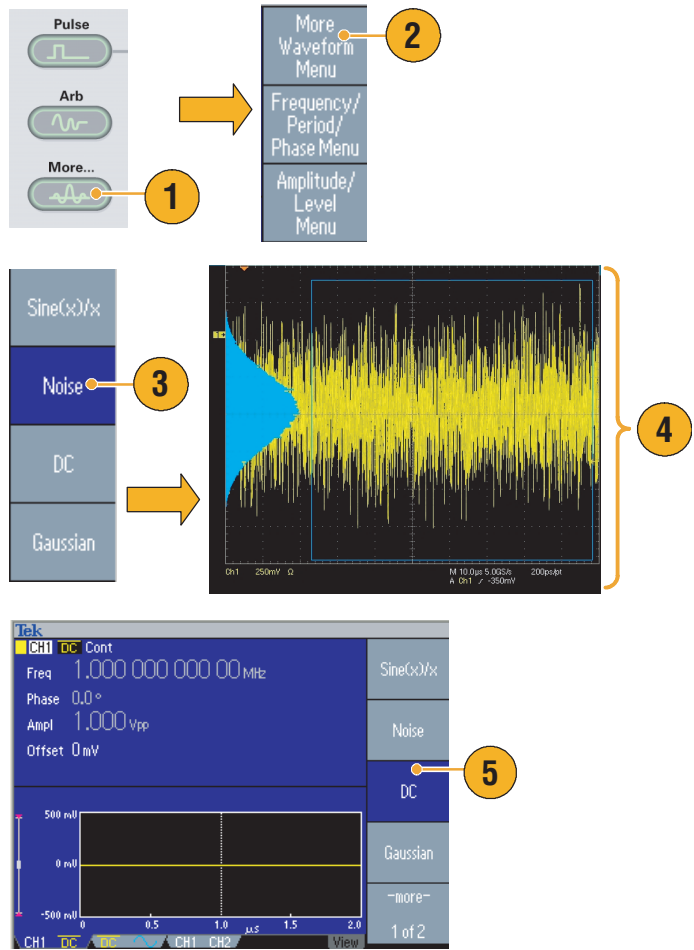 Pulse
Arb
More...
1
More
Waveform
Menu
Frequency/
Period/
Phase Menu
Amplitude/
Level
Menu
2
Sine(x)/x
Noise
DC
Gaussian
3
Ch1 250mV Ω M 10.0µs 5.0GS/s 200ps/pt
A Ch1 -350mV
4
Tek
CH1 DC Cont
Freq 1.000 000 000 00 MHz
Phase 0.0 °
Ampl 1.000 Vpp
Offset 0 mV
500 mV
0 mV
-500 mV
0 0.5 1.0 µs 1.5 2.0
CH1 DC DC CH1 CH2 View
Sine(x)/x
Noise
DC
Gaussian
-more-
1 of 2
5